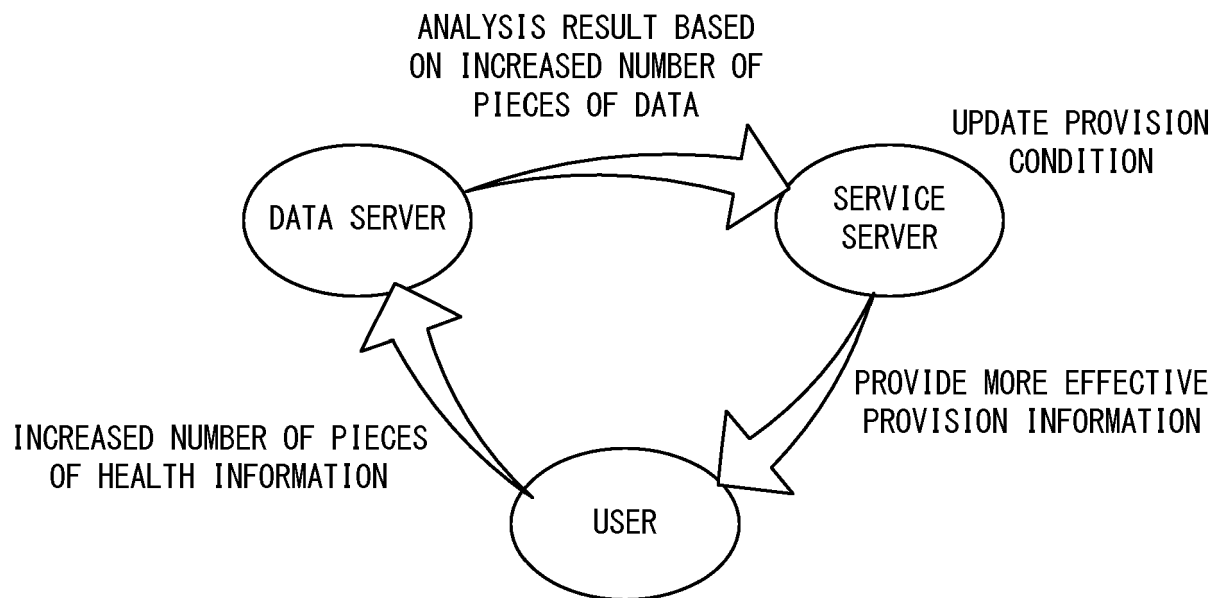 ANALYSIS RESULT BASED
ON INCREASED NUMBER OF
PIECES OF DATA
UPDATE PROVISION
CONDITION
DATA SERVER
SERVICE
SERVER
PROVIDE MORE EFFECTIVE
PROVISION INFORMATION
INCREASED NUMBER OF PIECES
OF HEALTH INFORMATION
USER